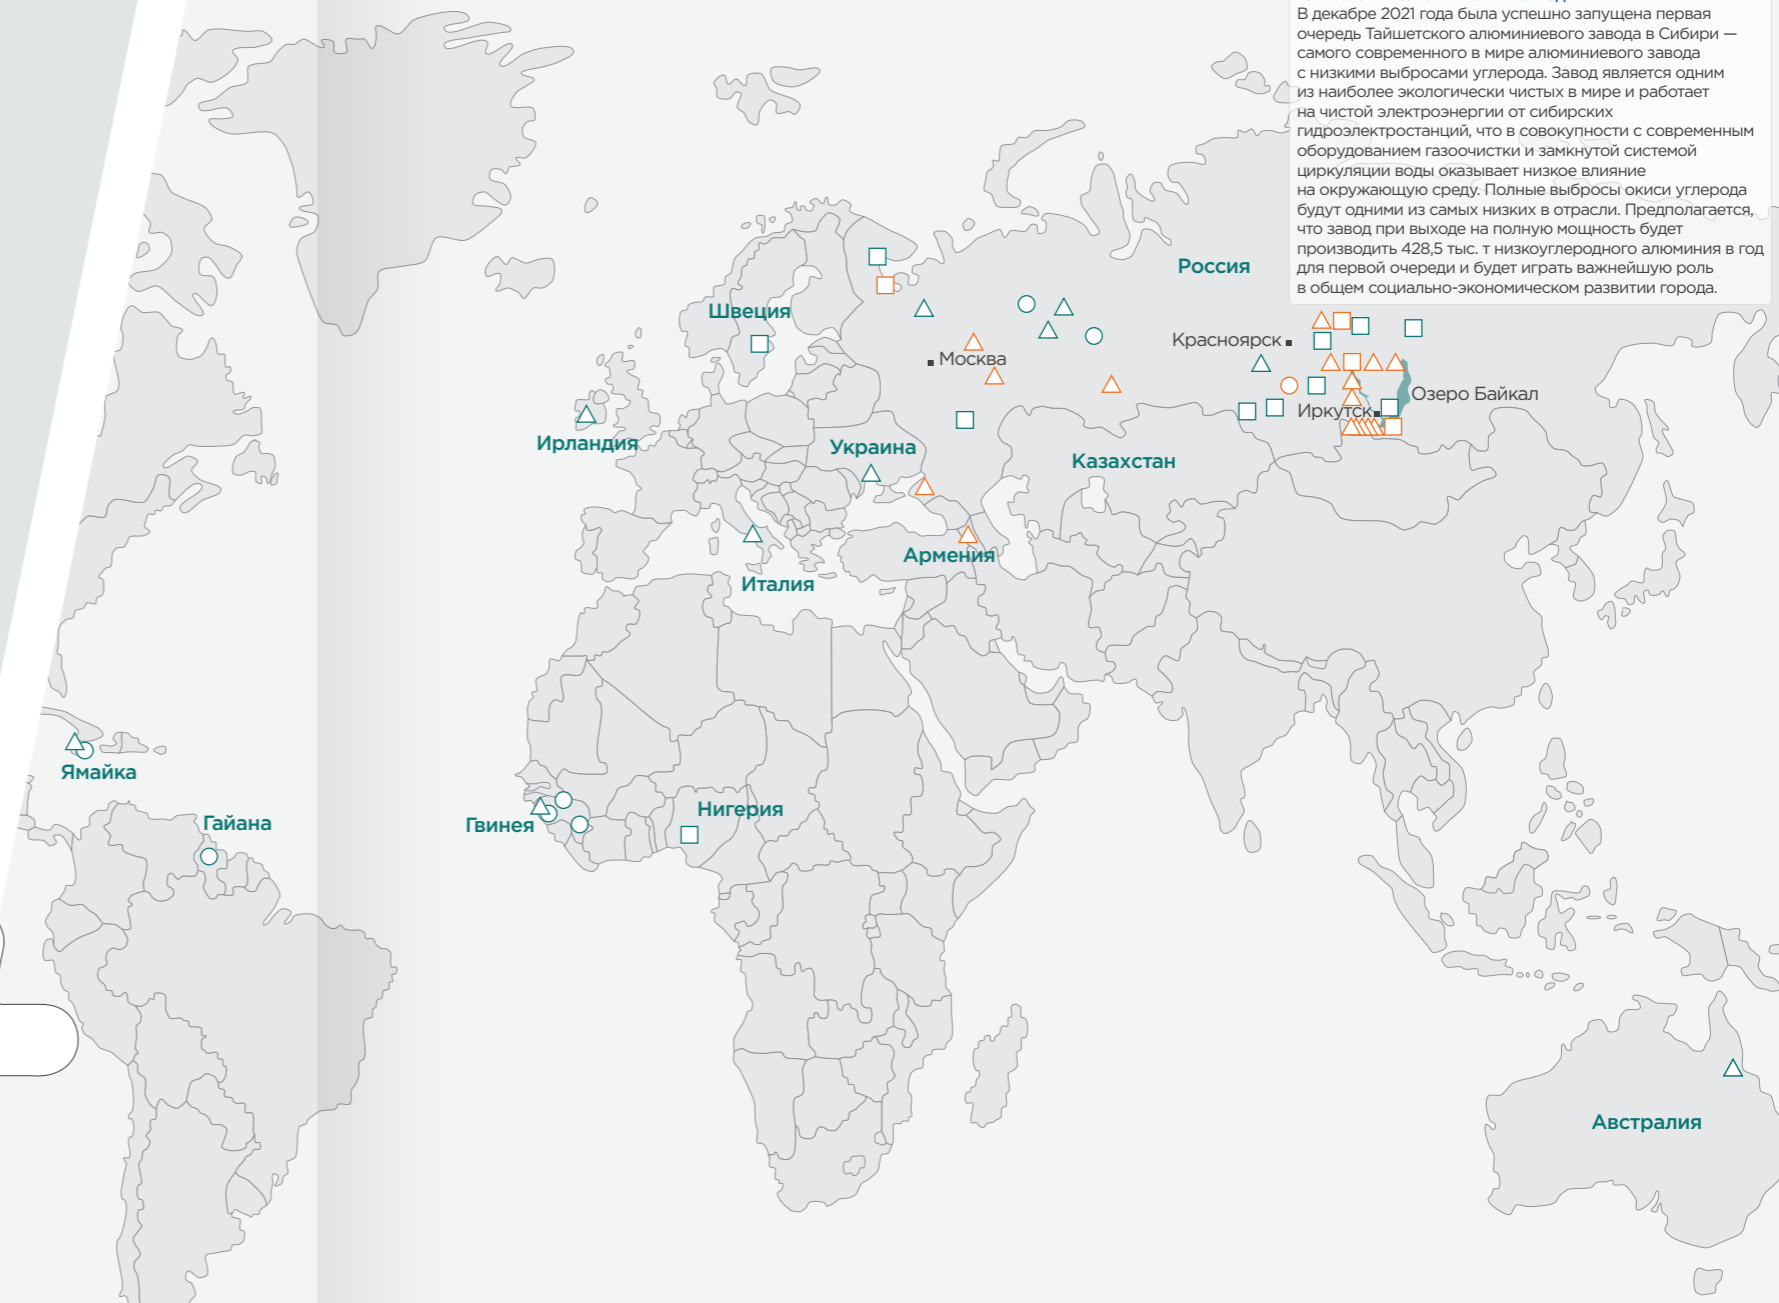 В декабре 2021 года была успешно запущена первая
очередь Тайшетского алюминиевого завода в Сибири —
самого современного в мире алюминиевого завода
с низкими выбросами углерода. Завод является одним
из наиболее экологически чистых в мире и работает
на чистой электроэнергии от сибирских
гидроэлектростанций, что в совокупности с современным
оборудованием газоочистки и замкнутой системой
циркуляции воды оказывает низкое влияние
на окружающую среду. Полные выбросы окиси углерода
будут одними из самых низких в отрасли. Предполагается,
что завод при выходе на полную мощность будет
производить 428,5 тыс. т низкоуглеродного алюминия в год
для первой очереди и будет играть важнейшую роль
в общем социально-экономическом развитии города.
Россия
Швеция
Красноярск
Москва
Озеро Байкал
Иркутск
Ирландия
Украина
Казахстан
Армения
Италия
Ямайка
Нигерия
Гайана
Гвинея
Австралия